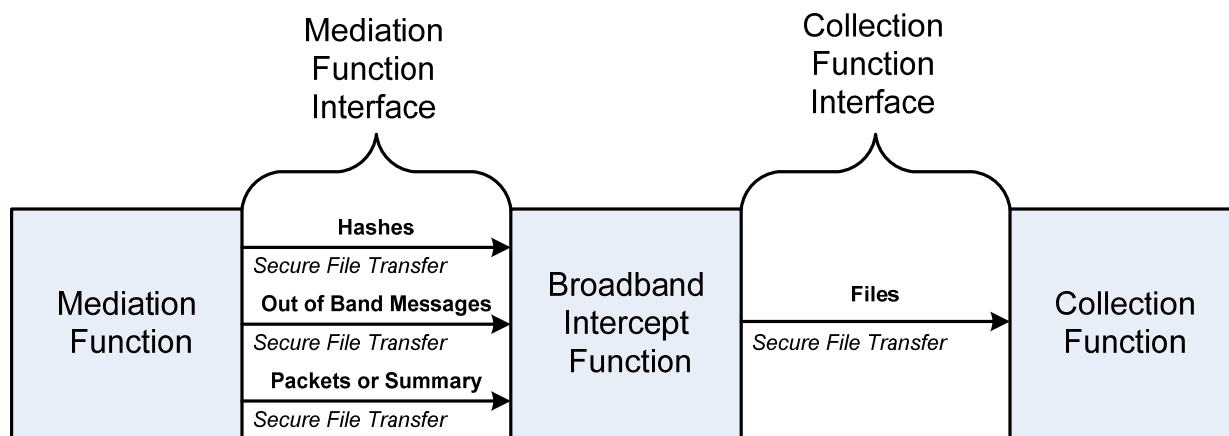 Mediation
Function
Interface
Collection
Function
Interface
Mediation
Function
Hashes
Secure File Transfer
Out of Band Messages
Secure File Transfer
Packets or Summary
Secure File Transfer
Broadband
Intercept
Function
Files
Secure File Transfer
Collection
Function